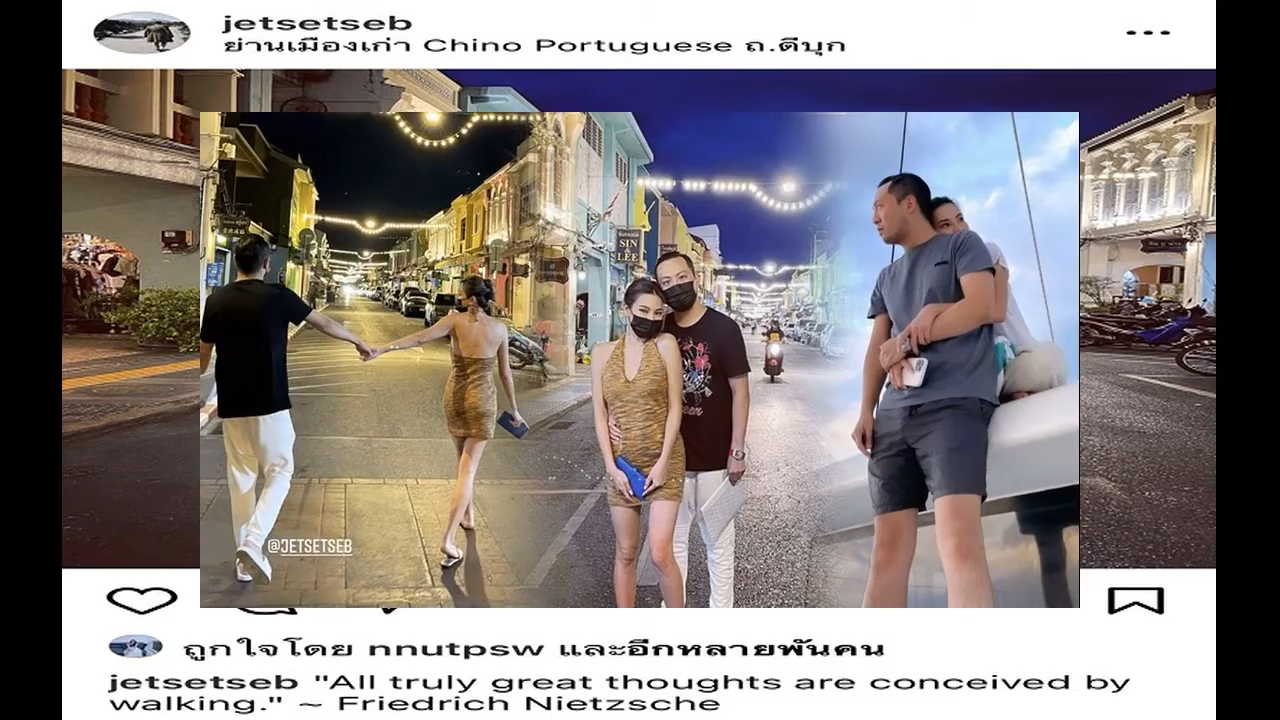 jetsetseb
ย่านเมืองเก่า Chino Portuguese ถ.ดีบุก
SIN
&
LEE
@JETSETSEB
ถูกใจโดย nnutpsw และอีกหลายพันคน
jetsetseb "All truly great thoughts are conceived by
walking." ~ Friedrich Nietzsche